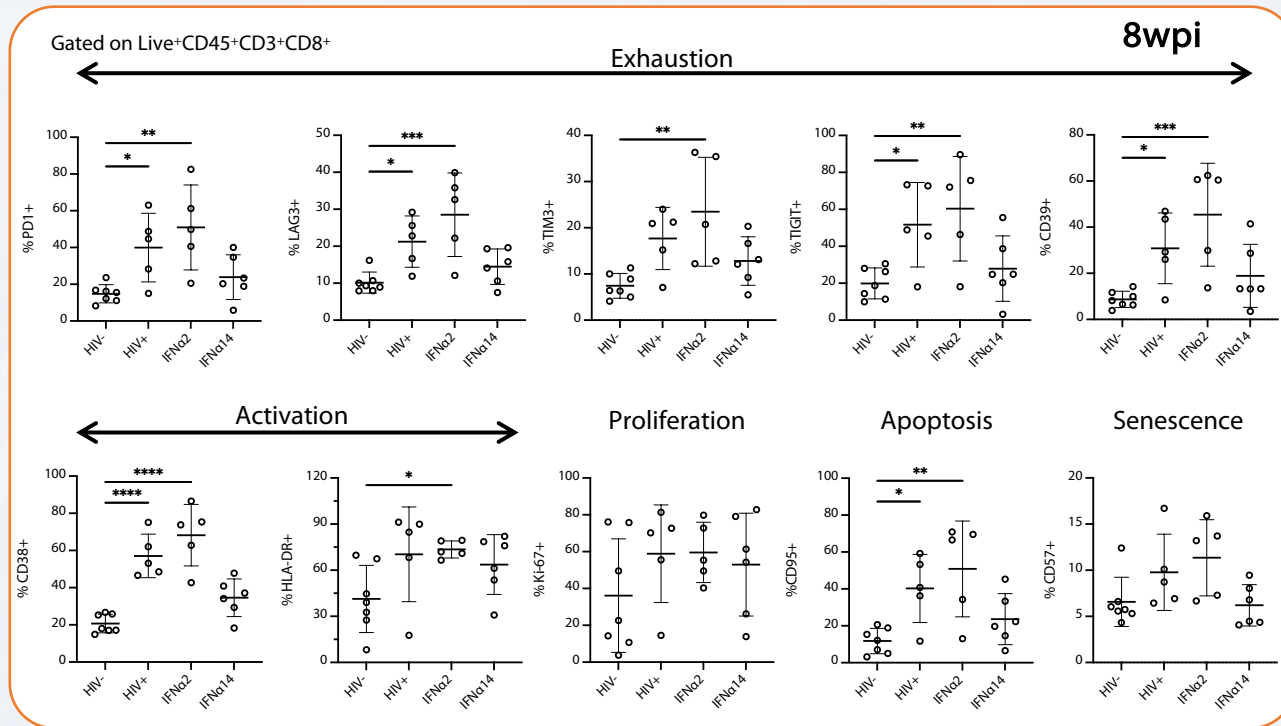 Gated on Live⁺CD45⁺CD3⁺CD8⁺
8wpi
Exhaustion
%PD1+
100
80
60
40
20
0
**
*
HIV-
HIV+
IFNα2
IFNα14
%LAG3+
50
40
30
20
10
0
***
*
HIV-
HIV+
IFNα2
IFNα14
%TIM3+
40
30
20
10
0
**
HIV-
HIV+
IFNα2
IFNα14
%TIGIT+
100
80
60
40
20
0
**
*
HIV-
HIV+
IFNα2
IFNα14
% CD39+
80
60
40
20
0
***
*
HIV-
HIV+
IFNα2
IFNα14
Activation
Proliferation
Apoptosis
Senescence
% CD38+
100
80
60
40
20
0
****
****
HIV-
HIV+
IFNα2
IFNα14
%HLA-DR+
120
90
60
30
0
*
HIV-
HIV+
IFNα2
IFNα14
%Ki-67+
100
80
60
40
20
0
HIV-
HIV+
IFNα2
IFNα14
%CD95+
100
80
60
40
20
0
**
*
HIV-
HIV+
IFNα2
IFNα14
%CD57+
20
15
10
5
0
HIV-
HIV+
IFNα2
IFNα14